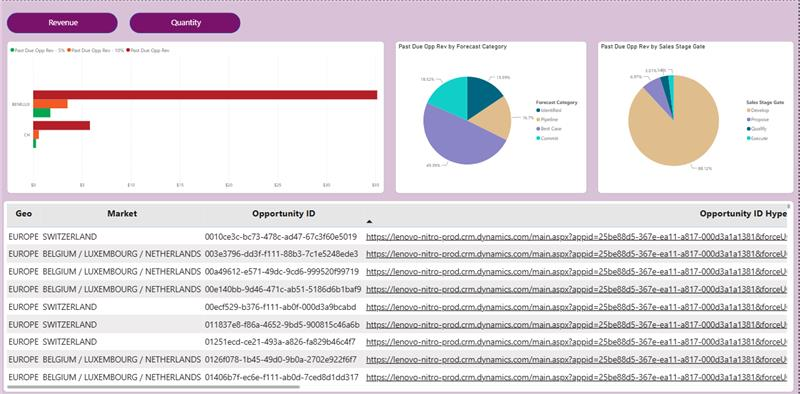 Revenue
Quantity
Past Due Opp Rev - 5% Past Due Opp Rev - 10% Past Due Opp Rev
BENELUX
CH
$0 $5 $10 $15 $20 $25 $30 $35
Past Due Opp Rev by Forecast Category
18.52%
49.39%
Forecast Category
Identified
Pipeline
Best Case
Commit
Past Due Opp Rev by Sales Stage Gate
6.97%
88.12%
Sales Stage Gate
Develop
Propose
Qualify
Execute
Geo Market Opportunity ID Opportunity ID Hype
EUROPE SWITZERLAND 0010ce3c-bc73-478c-ad47-67c3f60e5019 https://lenovo-nitro-prod.crm.dynamics.com/main.aspx?appid=25be88d5-367e-ea11-a817-000d3a1a1381&forceU
EUROPE BELGIUM / LUXEMBOURG / NETHERLANDS 003e3796-dd3f-f111-88b3-7c1e5248ede3 https://lenovo-nitro-prod.crm.dynamics.com/main.aspx?appid=25be88d5-367e-ea11-a817-000d3a1a1381&forceU
EUROPE BELGIUM / LUXEMBOURG / NETHERLANDS 00a49612-e571-49dc-9cd6-999520f99719 https://lenovo-nitro-prod.crm.dynamics.com/main.aspx?appid=25be88d5-367e-ea11-a817-000d3a1a1381&forceU
EUROPE BELGIUM / LUXEMBOURG / NETHERLANDS 00e140bb-9d46-471c-ab51-5186d6b1baf9 https://lenovo-nitro-prod.crm.dynamics.com/main.aspx?appid=25be88d5-367e-ea11-a817-000d3a1a1381&forceU
EUROPE SWITZERLAND 00ecf529-b376-f111-ab0f-000d3a9bcabd https://lenovo-nitro-prod.crm.dynamics.com/main.aspx?appid=25be88d5-367e-ea11-a817-000d3a1a1381&forceU
EUROPE SWITZERLAND 011837e8-f86a-4652-9bd5-900815c46a6b https://lenovo-nitro-prod.crm.dynamics.com/main.aspx?appid=25be88d5-367e-ea11-a817-000d3a1a1381&forceU
EUROPE SWITZERLAND 01251ecd-ce21-493a-a826-fa829b46c4f7 https://lenovo-nitro-prod.crm.dynamics.com/main.aspx?appid=25be88d5-367e-ea11-a817-000d3a1a1381&forceU
EUROPE BELGIUM / LUXEMBOURG / NETHERLANDS 0126f078-1b45-49d0-9b0a-2702e922f6f7 https://lenovo-nitro-prod.crm.dynamics.com/main.aspx?appid=25be88d5-367e-ea11-a817-000d3a1a1381&forceU
EUROPE BELGIUM / LUXEMBOURG / NETHERLANDS 01406b7f-ec6e-f111-ab0d-7ced8d1dd317 https://lenovo-nitro-prod.crm.dynamics.com/main.aspx?appid=25be88d5-367e-ea11-a817-000d3a1a1381&forceU